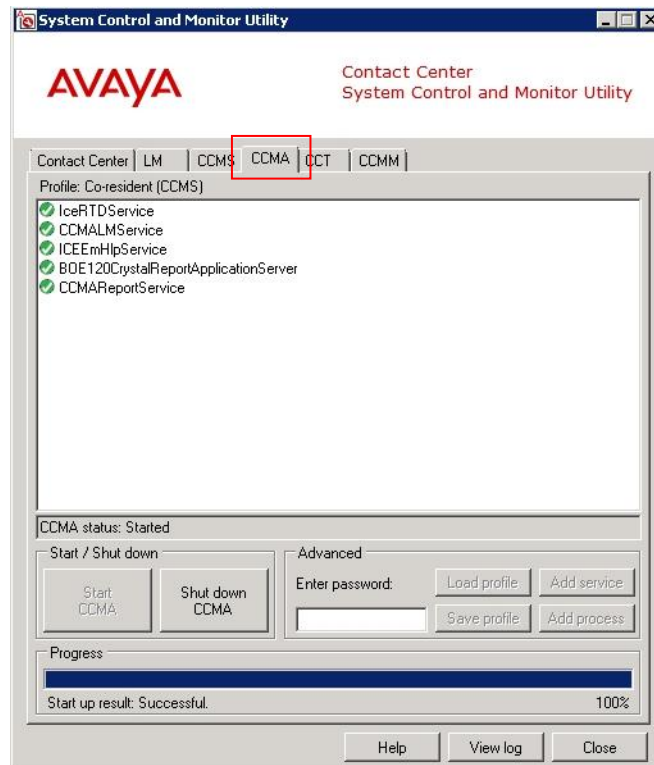 System Control and Monitor Utility
AVAYA
Contact Center
System Control and Monitor Utility
Contact Center LM CCMS CCMA CCT CCMM
Profile: Co-resident (CCMS)
IceRTDService
CCMALMService
ICEEmHlpService
BOE120CrystalReportApplicationServer
CCMAReportService
CCMA status: Started
Start / Shut down
Start
CCMA
Shut down
CCMA
Advanced
Enter password:
Load profile
Add service
Save profile
Add process
Progress
Start up result: Successful. 100%
Help View log Close